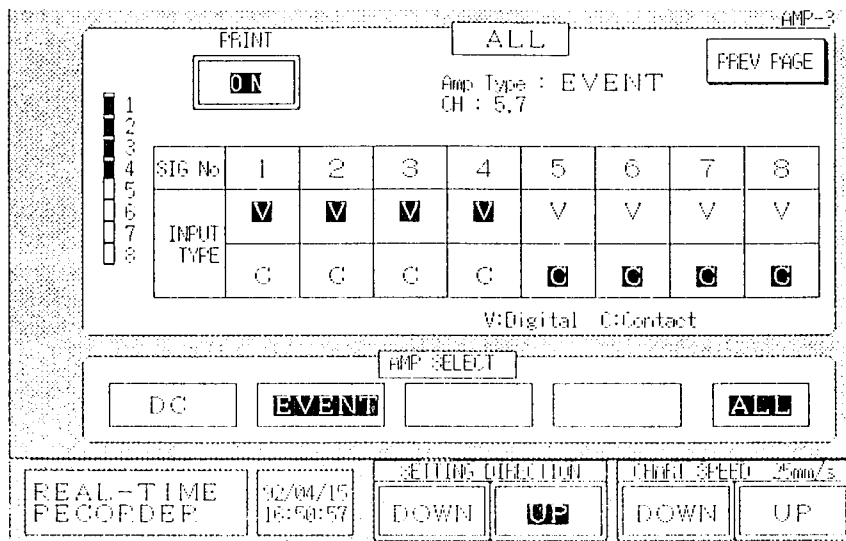 AMP-3
PRINT
ALL
ON
PREV PAGE
Amp Type : EVENT
CH : 5,7
1
2
3
4
5
6
7
8
SIG No 1 2 3 4 5 6 7 8
INPUT TYPE
V V V V V V V V
C C C C C C C C
V:Digital C:Contact
AMP SELECT
DC EVENT ALL
SETTING DIRECTION CHART SPEED 25mm/s
REAL-TIME
RECORDER
92/04/15
16:50:57
DOWN UP DOWN UP